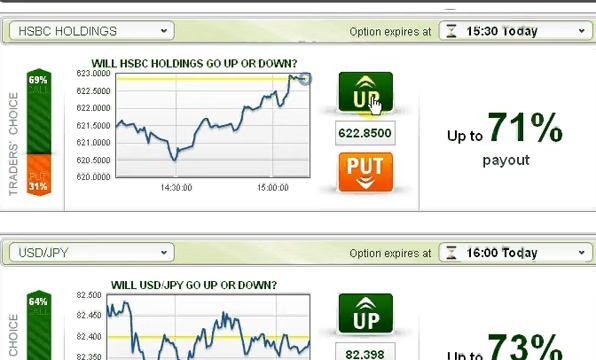 HSBC HOLDINGS
Option expires at
15:30 Today
WILL HSBC HOLDINGS GO UP OR DOWN?
TRADERS' CHOICE
69%
CALL
PUT
31%
623.0000
622.5000
622.0000
621.5000
621.0000
620.5000
620.0000
14:30:00
15:00:00
UP
622.8500
PUT
Up to 71%
payout
USD/JPY
Option expires at
16:00 Today
WILL USD/JPY GO UP OR DOWN?
CHOICE
64%
CALL
82.500
82.450
82.400
82.350
UP
82.398
Up to 73%